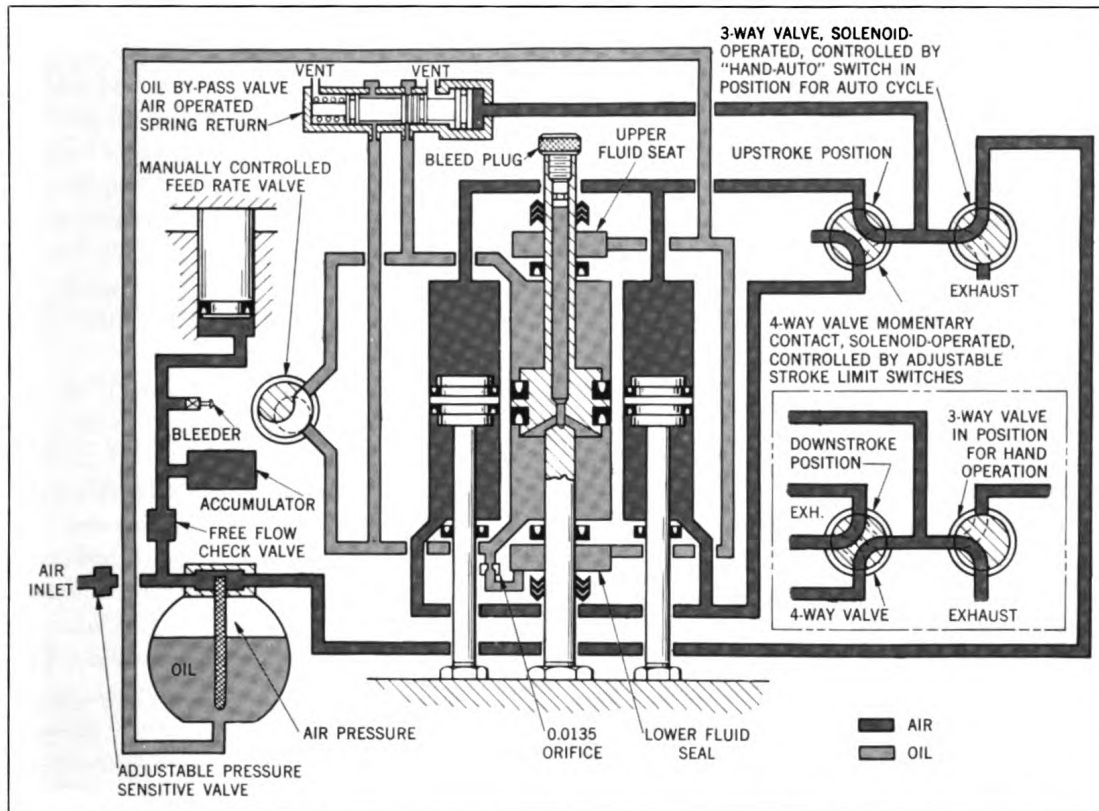 3-WAY VALVE, SOLENOID-
OPERATED, CONTROLLED BY
"HAND-AUTO" SWITCH IN
POSITION FOR AUTO CYCLE
VENT
VENT
OIL BY-PASS VALVE
AIR OPERATED
SPRING RETURN
BLEED PLUG
UPPER
FLUID SEAT
UPSTROKE POSITION
MANUALLY CONTROLLED
FEED RATE VALVE
EXHAUST
4-WAY VALVE MOMENTARY
CONTACT, SOLENOID-OPERATED,
CONTROLLED BY ADJUSTABLE
STROKE LIMIT SWITCHES
BLEEDER
ACCUMULATOR
FREE FLOW
CHECK VALVE
AIR
INLET
DOWNSTROKE
POSITION
3-WAY VALVE
IN POSITION
FOR HAND
OPERATION
EXH.
4-WAY VALVE
EXHAUST
OIL
AIR PRESSURE
0.0135
ORIFICE
LOWER FLUID
SEAL
AIR
OIL
ADJUSTABLE PRESSURE
SENSITIVE VALVE